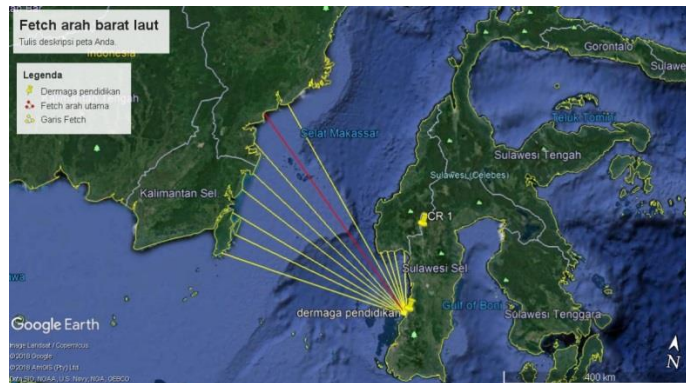 Fetch arah barat laut
Tulis deskripsi peta Anda.
Indonesia
Legenda
Dermaga pendidikan
Fetch arah utama
Garis Fetch
Gorontalo
Sulawe
Selat Makassar
Teluk Tomini
Sulawesi Tengah
Sulawesi (Celebes)
Kalimantan Sel
CR 1
Sulawesi Sel
dermaga pendidikan
Gulf of Boni
Sulawesi Tenggara
Google Earth
Image Landsat / Copernicus
© 2018 Google
© 2018 AfriGIS (Pty) Ltd.
Data SIO, NOAA, U.S. Navy, NGA, GEBCO
N
400 km